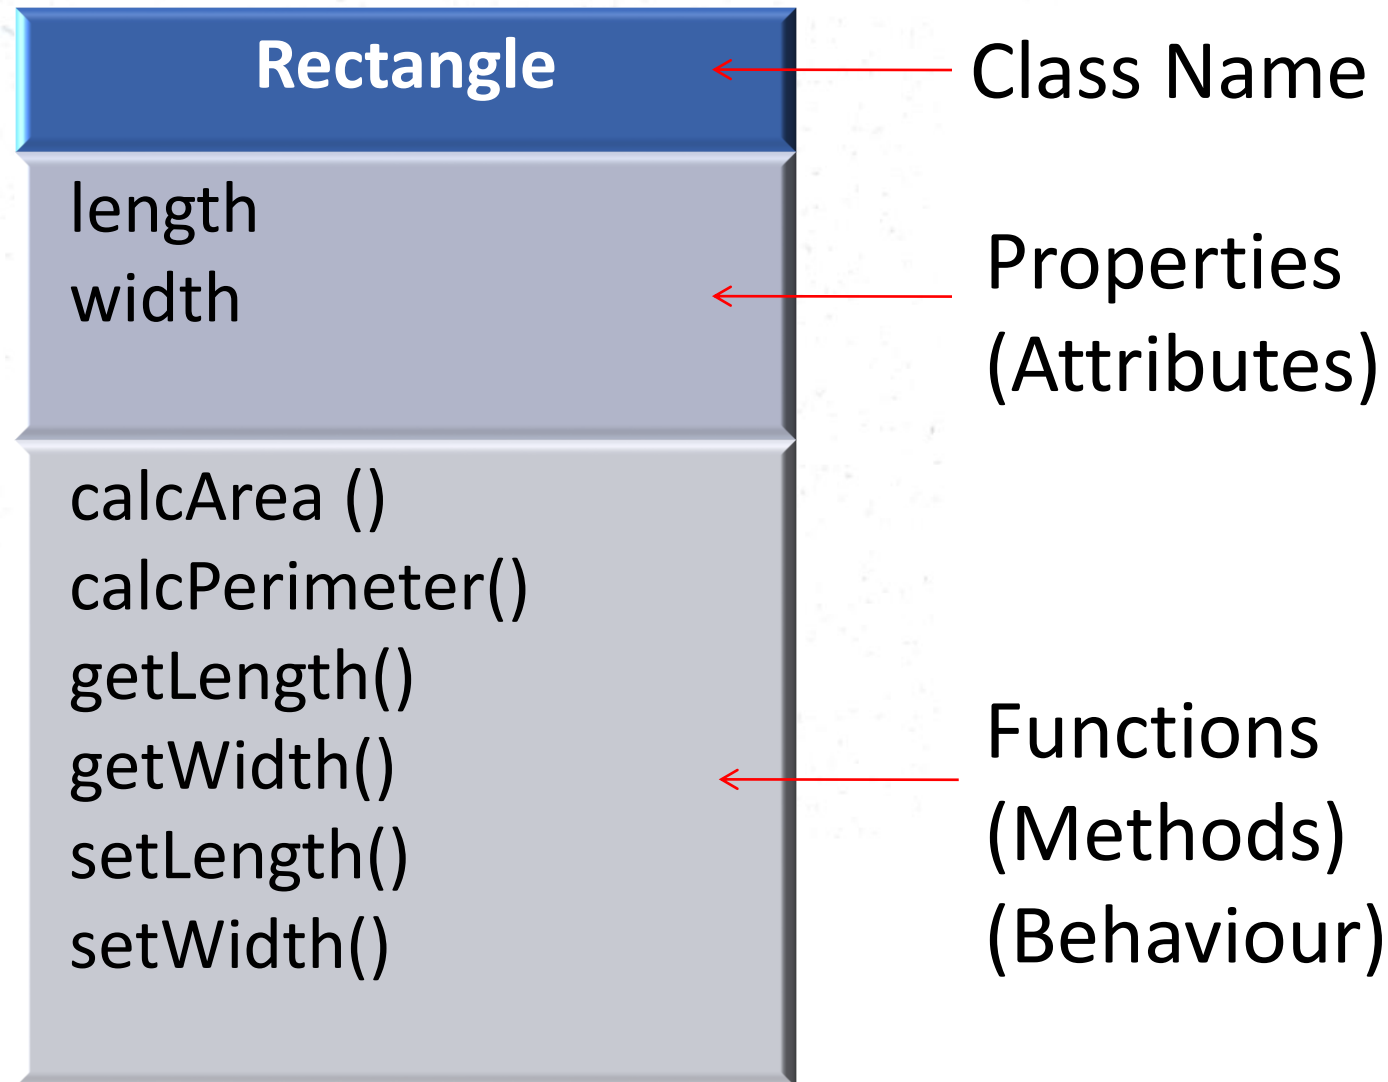 Rectangle
Class Name
length
width
Properties
(Attributes)
calcArea ()
calcPerimeter()
getLength()
getWidth()
setLength()
setWidth()
Functions
(Methods)
(Behaviour)